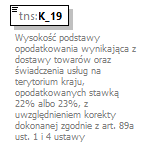 tns:K_19
Wysokość podstawy
opodatkowania wynikająca z
dostawy towarów oraz
świadczenia usług na
terytorium kraju,
opodatkowanych stawką
22% albo 23%, z
uwzględnieniem korekty
dokonanej zgodnie z art. 89a
ust. 1 i 4 ustawy